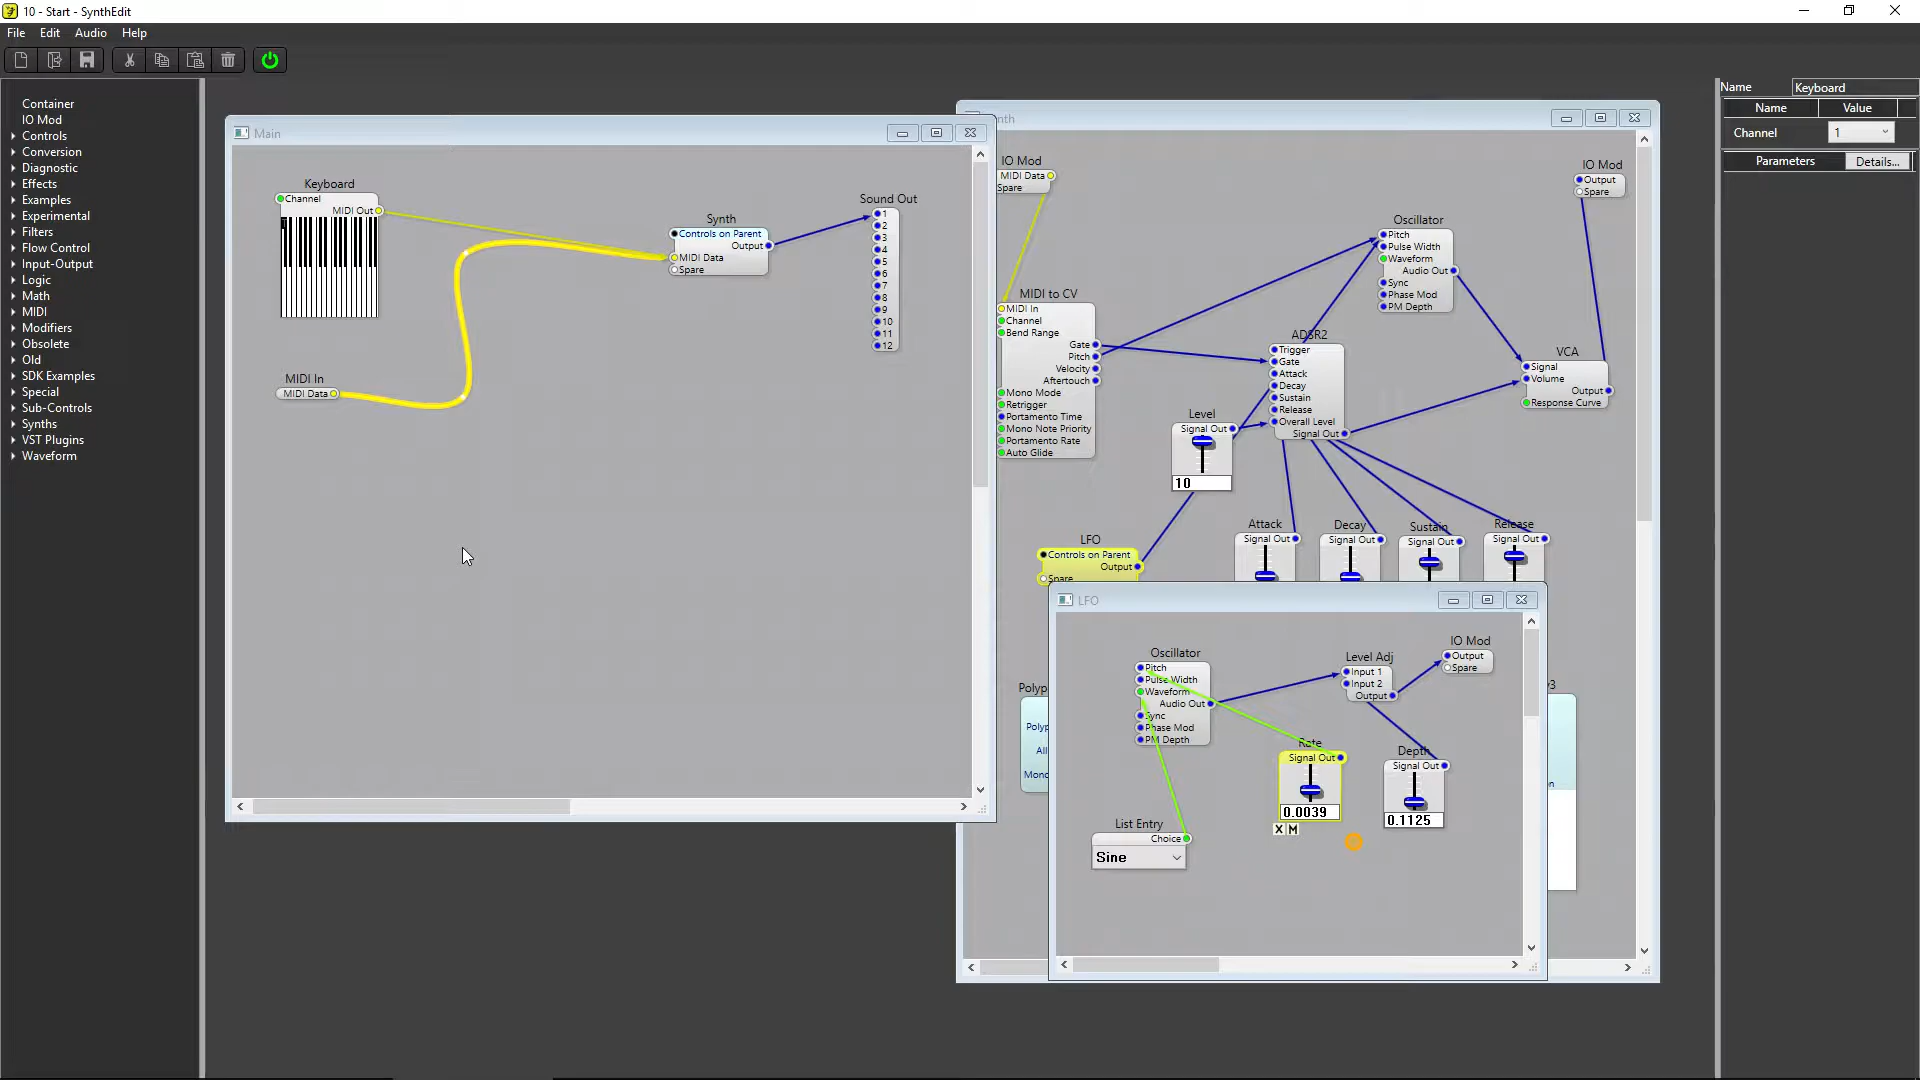 10 - Start - SynthEdit
File Edit Audio Help
Container
IO Mod
Controls
Conversion
Diagnostic
Effects
Examples
Experimental
Filters
Flow Control
Input-Output
Logic
Math
MIDI
Modifiers
Obsolete
Old
SDK Examples
Special
Sub-Controls
Synths
VST Plugins
Waveform
Main
Keyboard
Channel
MIDI Out
MIDI In
MIDI Data
Synth
Controls on Parent
Output
MIDI Data
Spare
Sound Out
1
2
3
4
5
6
7
8
9
10
11
12
nth
IO Mod
MIDI Data
Spare
MIDI to CV
MIDI In
Channel
Bend Range
Gate
Pitch
Velocity
Aftertouch
Mono Mode
Retrigger
Portamento Time
Mono Note Priority
Portamento Rate
Auto Glide
Level
Signal Out
10
ADSR2
Trigger
Gate
Attack
Decay
Sustain
Release
Overall Level
Signal Out
Oscillator
Pitch
Pulse Width
Waveform
Audio Out
Sync
Phase Mod
PM Depth
IO Mod
Output
Spare
VCA
Signal
Volume
Output
Response Curve
LFO
Controls on Parent
Output
Spare
Attack
Signal Out
Decay
Signal Out
Sustain
Signal Out
Release
Signal Out
Polyp
Polyp
All
Mono
v3
on
LFO
Oscillator
Pitch
Pulse Width
Waveform
Audio Out
Sync
Phase Mod
PM Depth
Level Adj
Input 1
Input 2
Output
IO Mod
Output
Spare
Rate
Signal Out
0.0039
X M
Depth
Signal Out
0.1125
List Entry
Choice
Sine
Name Keyboard
Name Value
Channel 1
Parameters Details...